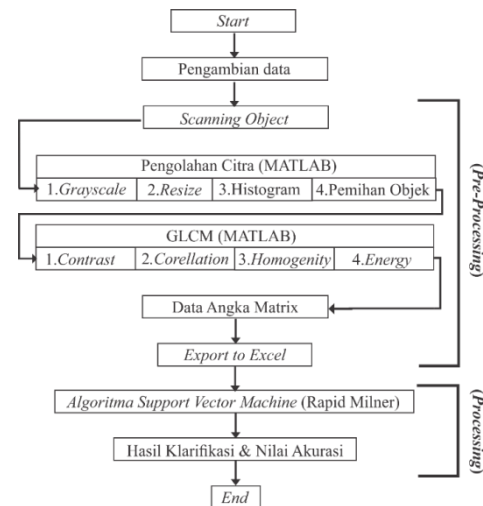 Start
Pengambian data
Scanning Object
Pengolahan Citra (MATLAB)
1.Grayscale 2.Resize 3.Histogram 4.Pemihan Objek
GLCM (MATLAB)
1.Contrast 2.Corellation 3.Homogenity 4.Energy
Data Angka Matrix
Export to Excel
(Pre-Processing)
Algoritma Support Vector Machine (Rapid Milner)
Hasil Klarifikasi & Nilai Akurasi
(Processing)
End